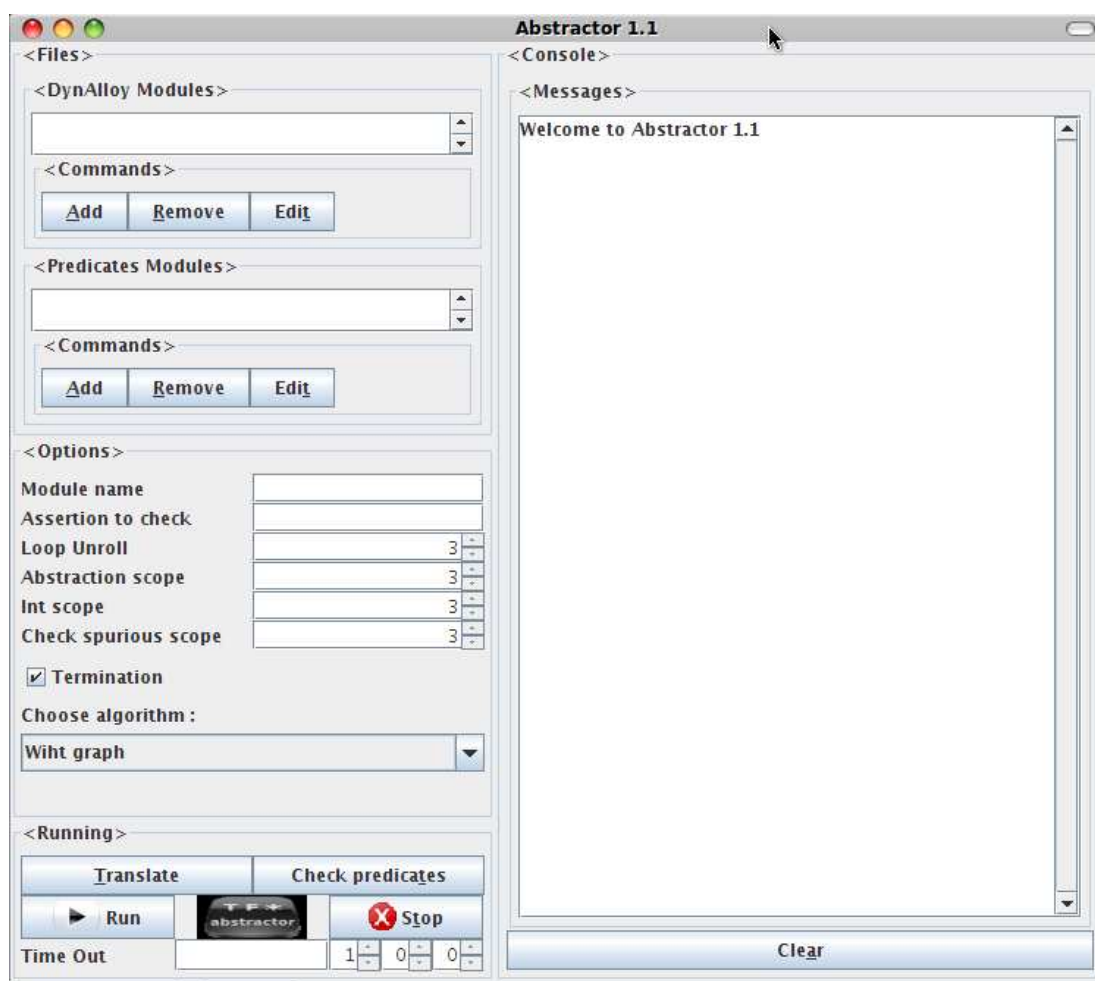 Abstractor 1.1
<Files>
<DynAlloy Modules>
<Commands>
Add Remove Edit
<Predicates Modules>
<Commands>
Add Remove Edit
<Options>
Module name
Assertion to check
Loop Unroll 3
Abstraction scope 3
Int scope 3
Check spurious scope 3
Termination
Choose algorithm :
Wiht graph
<Running>
Translate Check predicates
Run TF* abstractor Stop
Time Out 1 0 0
<Console>
<Messages>
Welcome to Abstractor 1.1
Clear